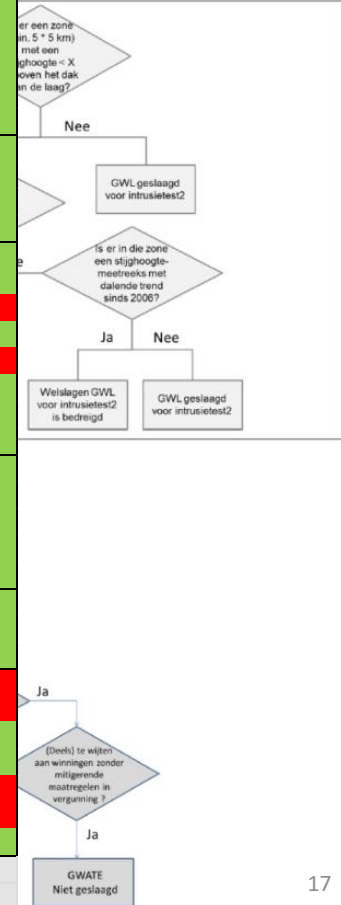 er een zone
in. 5 * 5 km)
met een
ghoogte < X
oven het dak
an de laag?
Nee
GWL geslaagd
voor intrusietest2
e
Is er in die zone
een stijghoogte-
meetreeks met
dalende trend
sinds 2006?
Ja
Nee
Welslagen GWL
voor intrusietest2
is bedreigd
GWL geslaagd
voor intrusietest2
Ja
(Deels) te wijten
aan winningen zonder
mitigerende
maatregelen in
vergunning ?
Ja
GWATE
Niet geslaagd
17